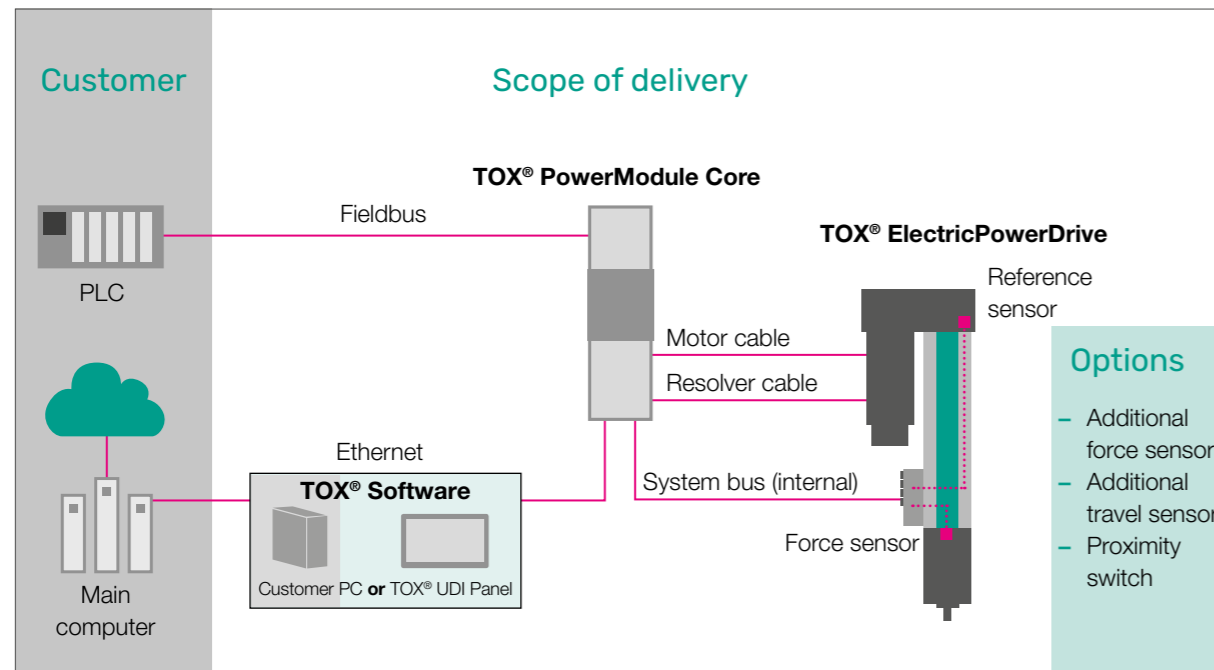 Customer
Scope of delivery
TOX® PowerModule Core
Fieldbus
TOX® ElectricPowerDrive
PLC
Reference
sensor
Motor cable
Resolver cable
Options
– Additional
force sensor
– Additional
travel sensor
– Proximity
switch
Ethernet
TOX® Software
System bus (internal)
Force sensor
Customer PC or TOX® UDI Panel
Main
computer